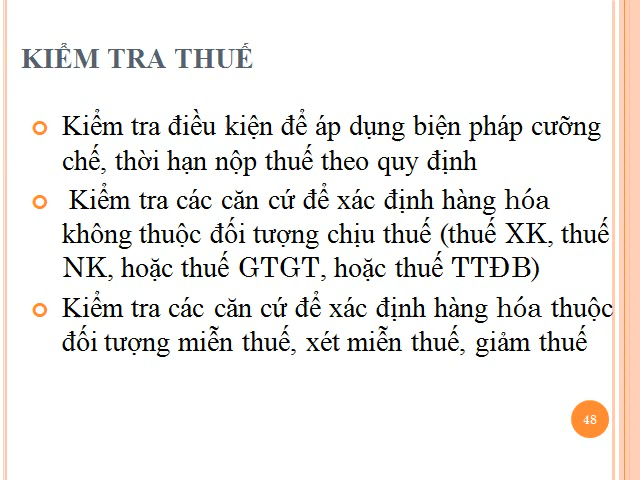 KIỂM TRA THUẾ
Kiểm tra điều kiện để áp dụng biện pháp cưỡng
chế, thời hạn nộp thuế theo quy định
Kiểm tra các căn cứ để xác định hàng hóa
không thuộc đối tượng chịu thuế (thuế XK, thuế
NK, hoặc thuế GTGT, hoặc thuế TTĐB)
Kiểm tra các căn cứ để xác định hàng hóa thuộc
đối tượng miễn thuế, xét miễn thuế, giảm thuế
48